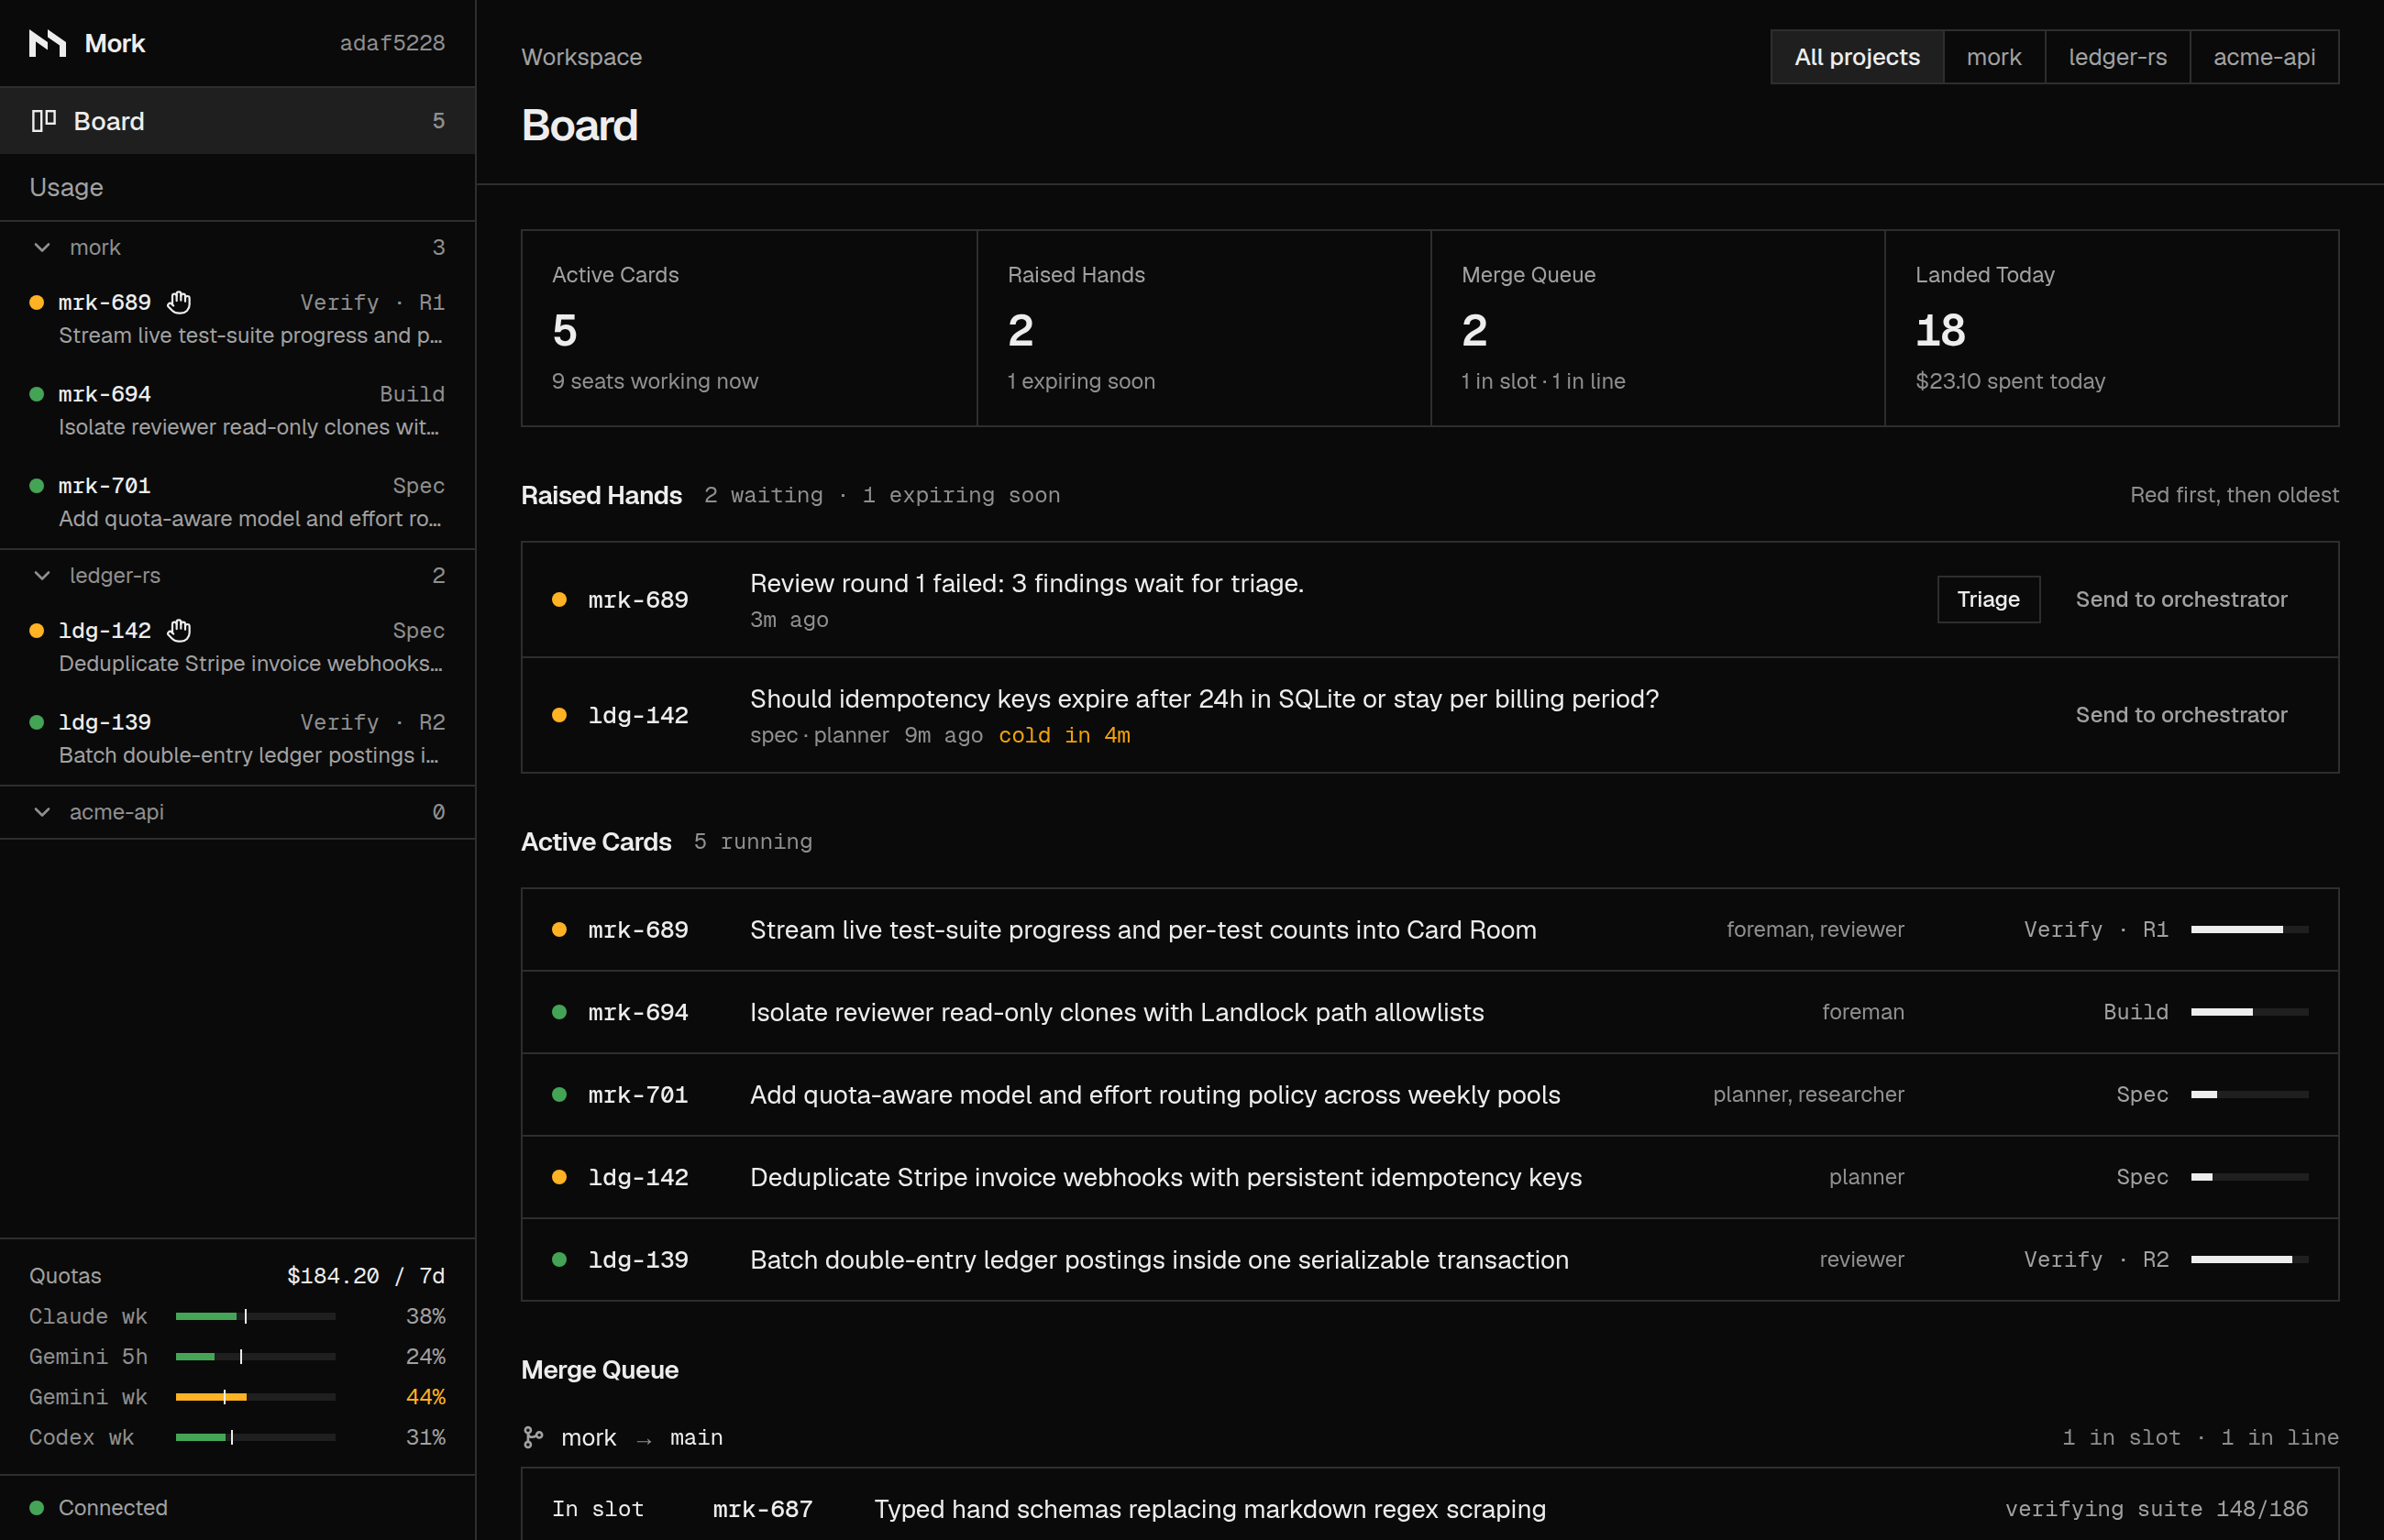 Mork adaf5228
Board 5
Usage
mork 3
mrk-689 Verify · R1
Stream live test-suite progress and p…
mrk-694 Build
Isolate reviewer read-only clones wit…
mrk-701 Spec
Add quota-aware model and effort ro…
ledger-rs 2
ldg-142 Spec
Deduplicate Stripe invoice webhooks…
ldg-139 Verify · R2
Batch double-entry ledger postings i…
acme-api 0
Quotas $184.20 / 7d
Claude wk 38%
Gemini 5h 24%
Gemini wk 44%
Codex wk 31%
Connected
Workspace
All projects mork ledger-rs acme-api
Board
Active Cards
5
9 seats working now
Raised Hands
2
1 expiring soon
Merge Queue
2
1 in slot · 1 in line
Landed Today
18
$23.10 spent today
Raised Hands 2 waiting · 1 expiring soon Red first, then oldest
mrk-689 Review round 1 failed: 3 findings wait for triage. Triage Send to orchestrator
3m ago
ldg-142 Should idempotency keys expire after 24h in SQLite or stay per billing period? Send to orchestrator
spec · planner 9m ago cold in 4m
Active Cards 5 running
mrk-689 Stream live test-suite progress and per-test counts into Card Room foreman, reviewer Verify · R1
mrk-694 Isolate reviewer read-only clones with Landlock path allowlists foreman Build
mrk-701 Add quota-aware model and effort routing policy across weekly pools planner, researcher Spec
ldg-142 Deduplicate Stripe invoice webhooks with persistent idempotency keys planner Spec
ldg-139 Batch double-entry ledger postings inside one serializable transaction reviewer Verify · R2
Merge Queue
mork → main 1 in slot · 1 in line
In slot mrk-687 Typed hand schemas replacing markdown regex scraping verifying suite 148/186